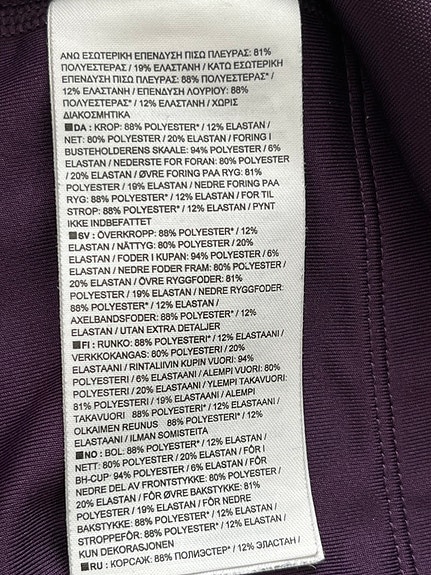 ΑΝΩ ΕΣΩΤΕΡΙΚΗ ΕΠΕΝΔΥΣΗ ΠΙΣΩ ΠΛΕΥΡΑΣ: 81%
ΠΟΛΥΕΣΤΕΡΑΣ / 19% ΕΛΑΣΤΑΝΗ / ΚΑΤΩ ΕΣΩΤΕΡΙΚΗ
ΕΠΕΝΔΥΣΗ ΠΙΣΩ ΠΛΕΥΡΑΣ: 88% ΠΟΛΥΕΣΤΕΡΑΣ* /
12% ΕΛΑΣΤΑΝΗ / ΕΠΕΝΔΥΣΗ ΛΟΥΡΙΟΥ: 88%
ΠΟΛΥΕΣΤΕΡΑΣ* / 12% ΕΛΑΣΤΑΝΗ / ΧΩΡΙΣ
ΔΙΑΚΟΣΜΗΤΙΚΑ
■DA : KROP: 88% POLYESTER* / 12% ELASTAN /
NET: 80% POLYESTER / 20% ELASTAN / FORING I
BUSTEHOLDERENS SKAALE: 94% POLYESTER / 6%
ELASTAN / NEDERSTE FOR FORAN: 80% POLYESTER
/ 20% ELASTAN / ØVRE FORING PAA RYG: 81%
POLYESTER / 19% ELASTAN / NEDRE FORING PAA
RYG: 88% POLYESTER* / 12% ELASTAN / FOR TIL
STROP: 88% POLYESTER* / 12% ELASTAN / PYNT
IKKE INDBEFATTET
■SV : ÖVERKROPP: 88% POLYESTER* / 12%
ELASTAN / NÄTTYG: 80% POLYESTER / 20%
ELASTAN / FODER I KUPAN: 94% POLYESTER / 6%
ELASTAN / NEDRE FODER FRAM: 80% POLYESTER /
20% ELASTAN / ÖVRE RYGGFODER: 81%
POLYESTER / 19% ELASTAN / NEDRE RYGGFODER:
88% POLYESTER* / 12% ELASTAN /
AXELBANDSFODER: 88% POLYESTER* / 12%
ELASTAN / UTAN EXTRA DETALJER
■FI : RUNKO: 88% POLYESTERI* / 12% ELASTAANI /
VERKKOKANGAS: 80% POLYESTERI / 20%
ELASTAANI / RINTALIIVIN KUPIN VUORI: 94%
POLYESTERI / 6% ELASTAANI / ALEMPI VUORI: 80%
POLYESTERI / 20% ELASTAANI / YLEMPI TAKAVUORI:
81% POLYESTERI / 19% ELASTAANI / ALEMPI
TAKAVUORI 88% POLYESTERI* / 12% ELASTAANI /
OLKAIMEN REUNUS 88% POLYESTERI* / 12%
ELASTAANI / ILMAN SOMISTEITA
■NO : BOL: 88% POLYESTER* / 12% ELASTAN /
NETT: 80% POLYESTER / 20% ELASTAN / FÔR I
BH-CUP: 94% POLYESTER / 6% ELASTAN / FÔR
NEDRE DEL AV FRONTSTYKKE: 80% POLYESTER /
20% ELASTAN / FÔR ØVRE BAKSTYKKE: 81%
POLYESTER / 19% ELASTAN / FÔR NEDRE
BAKSTYKKE: 88% POLYESTER* / 12% ELASTAN /
STROPPEFÔR: 88% POLYESTER* / 12% ELASTAN /
KUN DEKORASJONEN
■RU : КОРСАЖ: 88% ПОЛИЭСТЕР* / 12% ЭЛАСТАН /